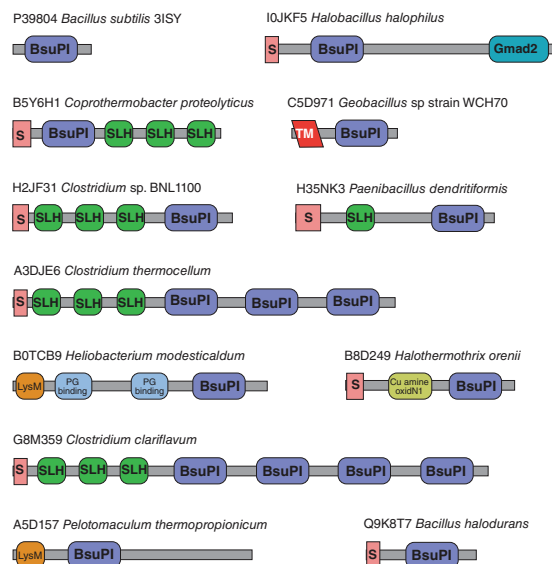 P39804 Bacillus subtilis 3ISY
I0JKF5 Halobacillus halophilus
BsuPI
S BsuPI Gmad2
B5Y6H1 Coprothermobacter proteolyticus
C5D971 Geobacillus sp strain WCH70
S BsuPI SLH SLH SLH
TM BsuPI
H2JF31 Clostridium sp. BNL1100
H35NK3 Paenibacillus dendritiformis
S SLH SLH SLH BsuPI
S SLH BsuPI
A3DJE6 Clostridium thermocellum
S SLH SLH SLH BsuPI BsuPI BsuPI
B0TCB9 Heliobacterium modesticaldum
B8D249 Halothermothrix orenii
LysM PG binding PG binding BsuPI
S Cu amine oxidN1 BsuPI
G8M359 Clostridium clariflavum
S SLH SLH SLH BsuPI BsuPI BsuPI BsuPI
A5D157 Pelotomaculum thermopropionicum
Q9K8T7 Bacillus halodurans
LysM BsuPI
S BsuPI